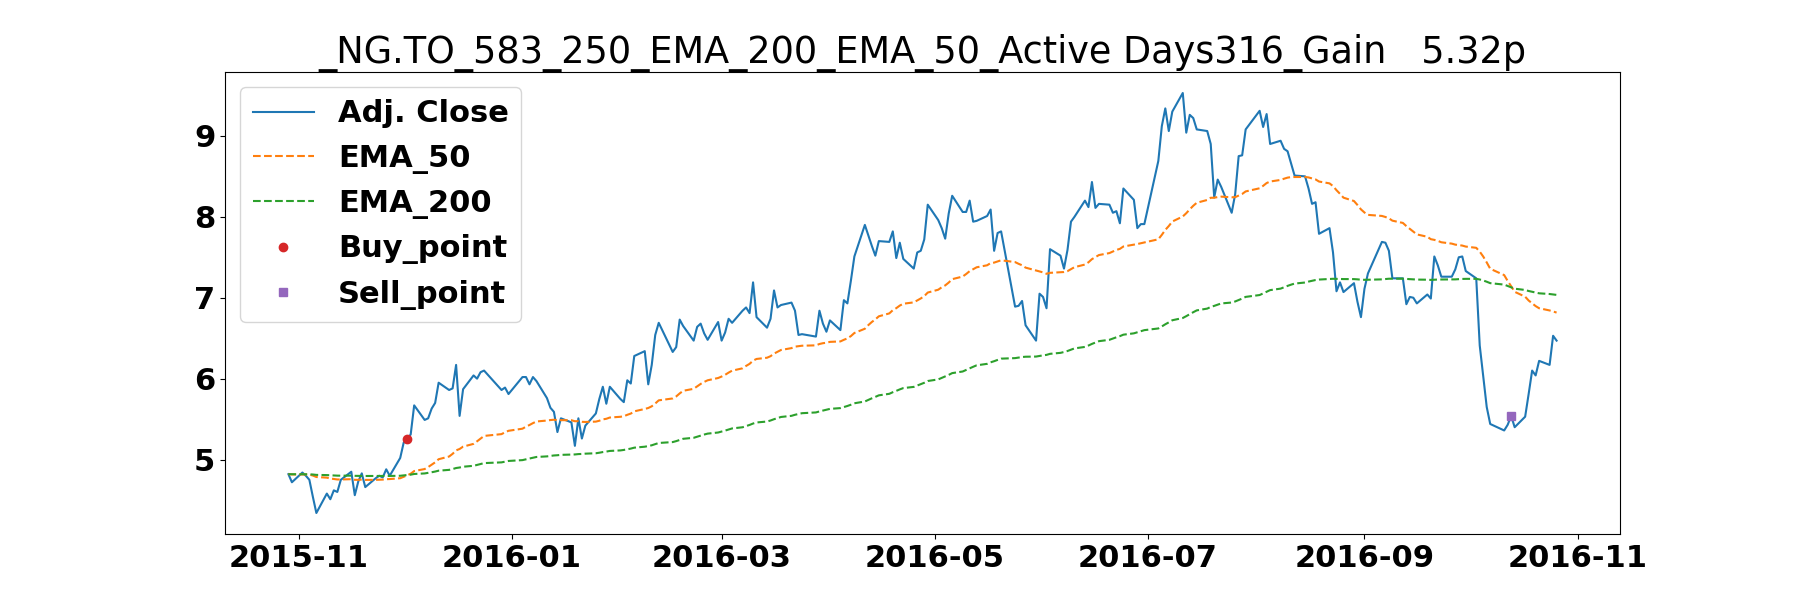 _NG.TO_583_250_EMA_200_EMA_50_Active Days316_Gain   5.32p
Adj. Close
EMA_50
EMA_200
Buy_point
Sell_point
9
8
7
6
5
2015-11 2016-01 2016-03 2016-05 2016-07 2016-09 2016-11